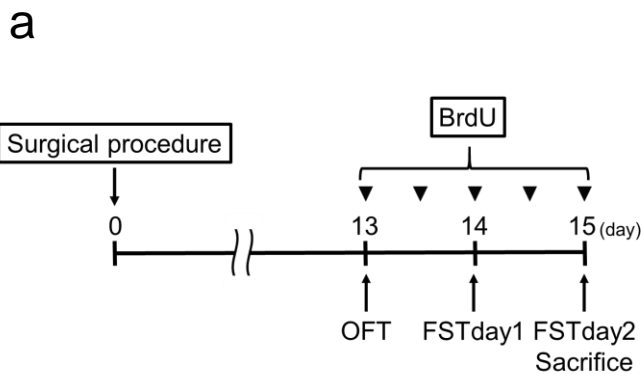 a
BrdU
Surgical procedure
0
13
14
15 (day)
OFT
FSTday1
FSTday2
Sacrifice